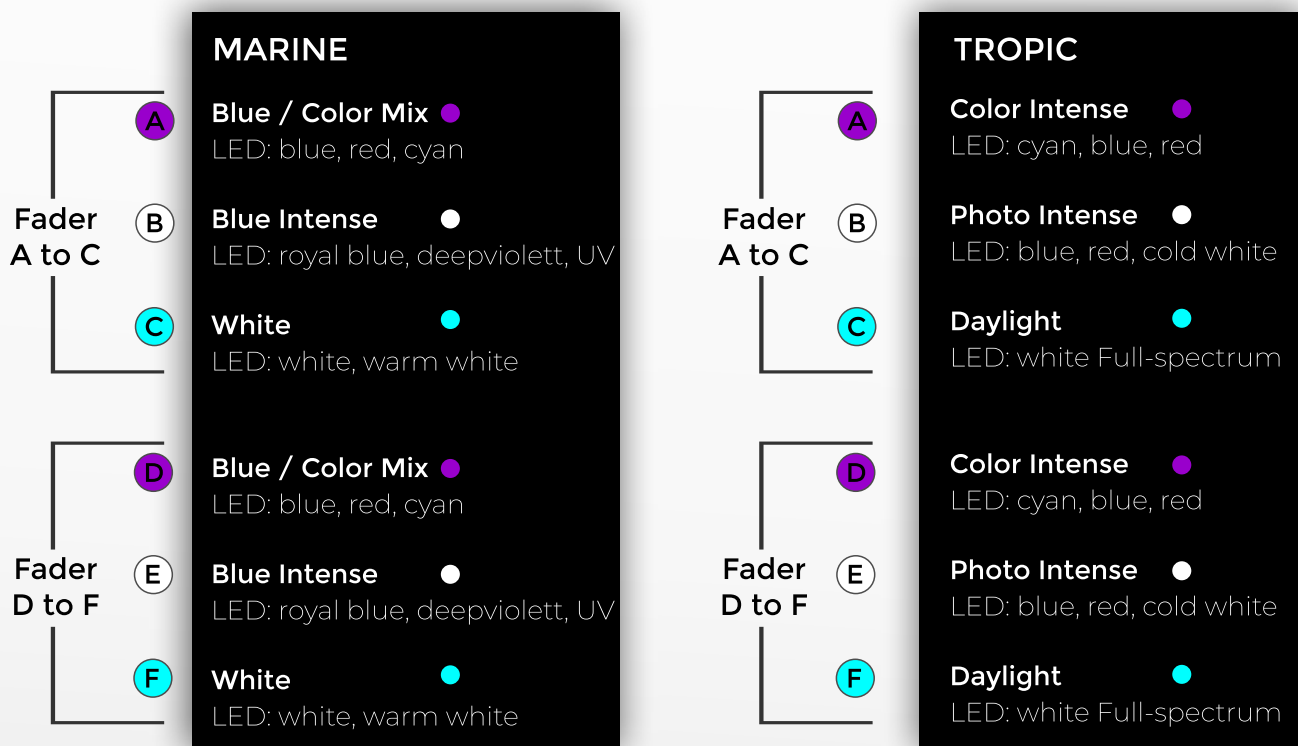 MARINE
A
Blue / Color Mix
LED: blue, red, cyan
Fader
A to C
B
Blue Intense
LED: royal blue, deepviolett, UV
C
White
LED: white, warm white
D
Blue / Color Mix
LED: blue, red, cyan
Fader
D to F
E
Blue Intense
LED: royal blue, deepviolett, UV
F
White
LED: white, warm white
TROPIC
A
Color Intense
LED: cyan, blue, red
Fader
A to C
B
Photo Intense
LED: blue, red, cold white
C
Daylight
LED: white Full-spectrum
D
Color Intense
LED: cyan, blue, red
Fader
D to F
E
Photo Intense
LED: blue, red, cold white
F
Daylight
LED: white Full-spectrum